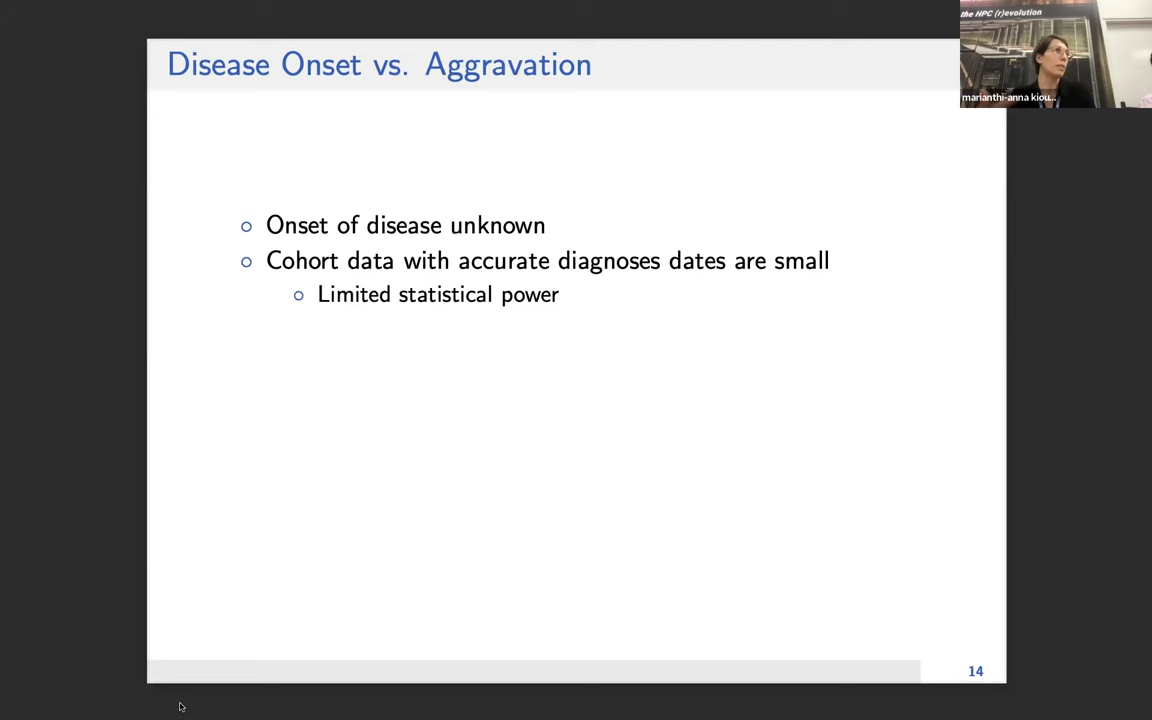 Disease Onset vs. Aggravation
the HPC (r)evolution
marianthi-anna kiou...
Onset of disease unknown
Cohort data with accurate diagnoses dates are small
Limited statistical power
14